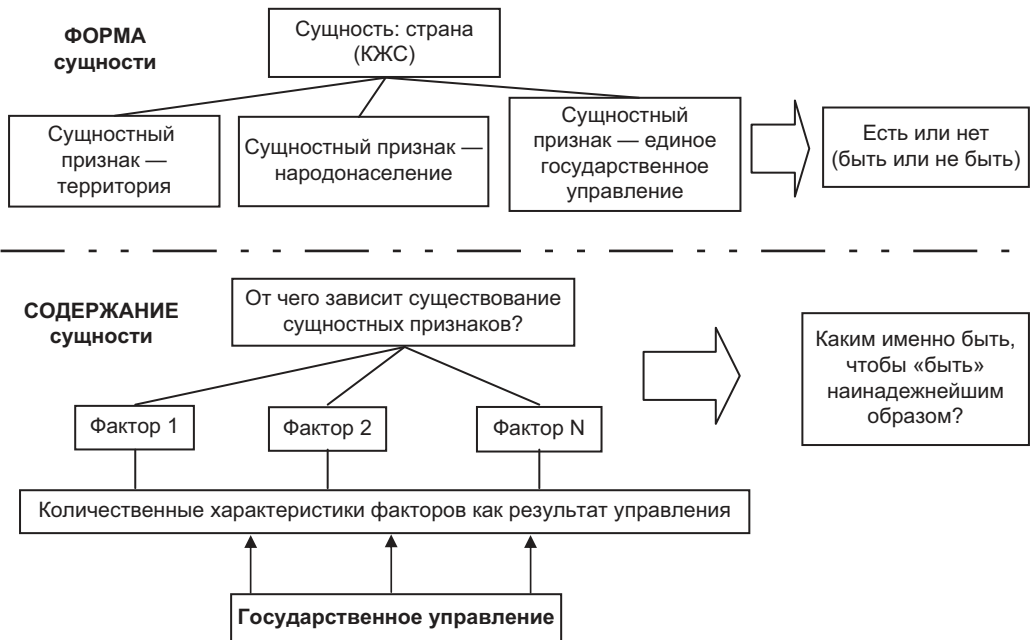 ФОРМА
сущности
Сущность: страна
(КЖС)
Сущностный
признак —
территория
Сущностный признак —
народонаселение
Сущностный
признак — единое
государственное
управление
Есть или нет
(быть или не быть)
СОДЕРЖАНИЕ
сущности
От чего зависит существование
сущностных признаков?
Каким именно быть,
чтобы «быть»
наинадежнейшим
образом?
Фактор 1
Фактор 2
Фактор N
Количественные характеристики факторов как результат управления
Государственное управление